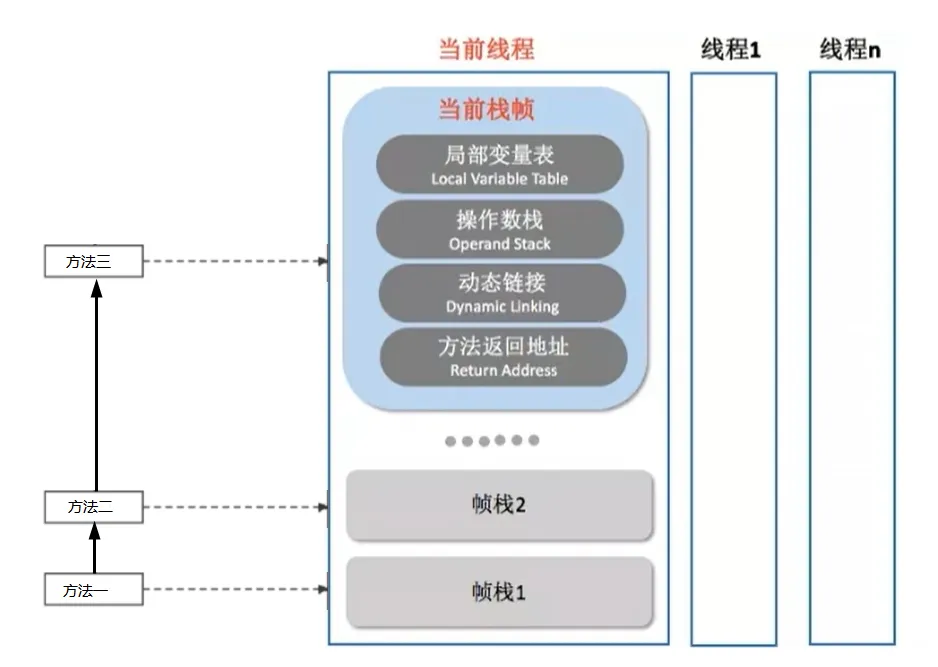 当前线程
线程1
线程n
当前栈帧
局部变量表
Local Variable Table
操作数栈
Operand Stack
方法三
动态链接
Dynamic Linking
方法返回地址
Return Address
方法二
帧栈2
方法一
帧栈1